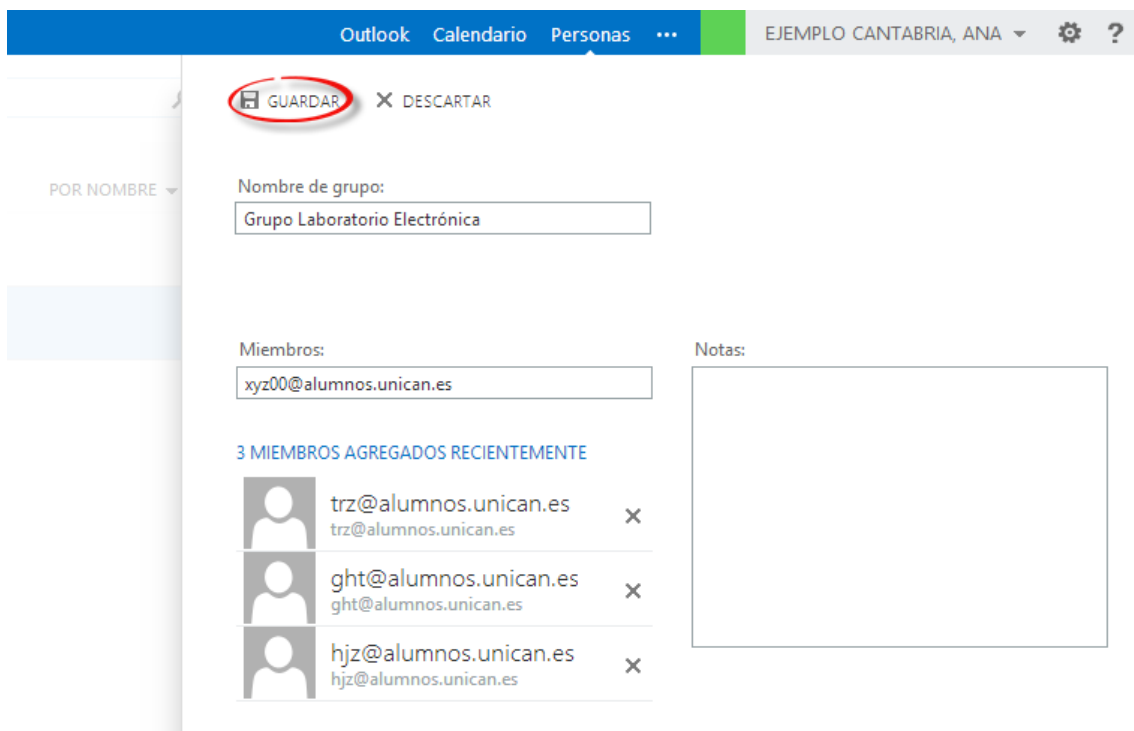 Outlook Calendario Personas ··· EJEMPLO CANTABRIA, ANA ?
GUARDAR DESCARTAR
POR NOMBRE
Nombre de grupo:
Grupo Laboratorio Electrónica
Miembros: Notas:
xyz00@alumnos.unican.es
3 MIEMBROS AGREGADOS RECIENTEMENTE
trz@alumnos.unican.es
trz@alumnos.unican.es
ght@alumnos.unican.es
ght@alumnos.unican.es
hjz@alumnos.unican.es
hjz@alumnos.unican.es